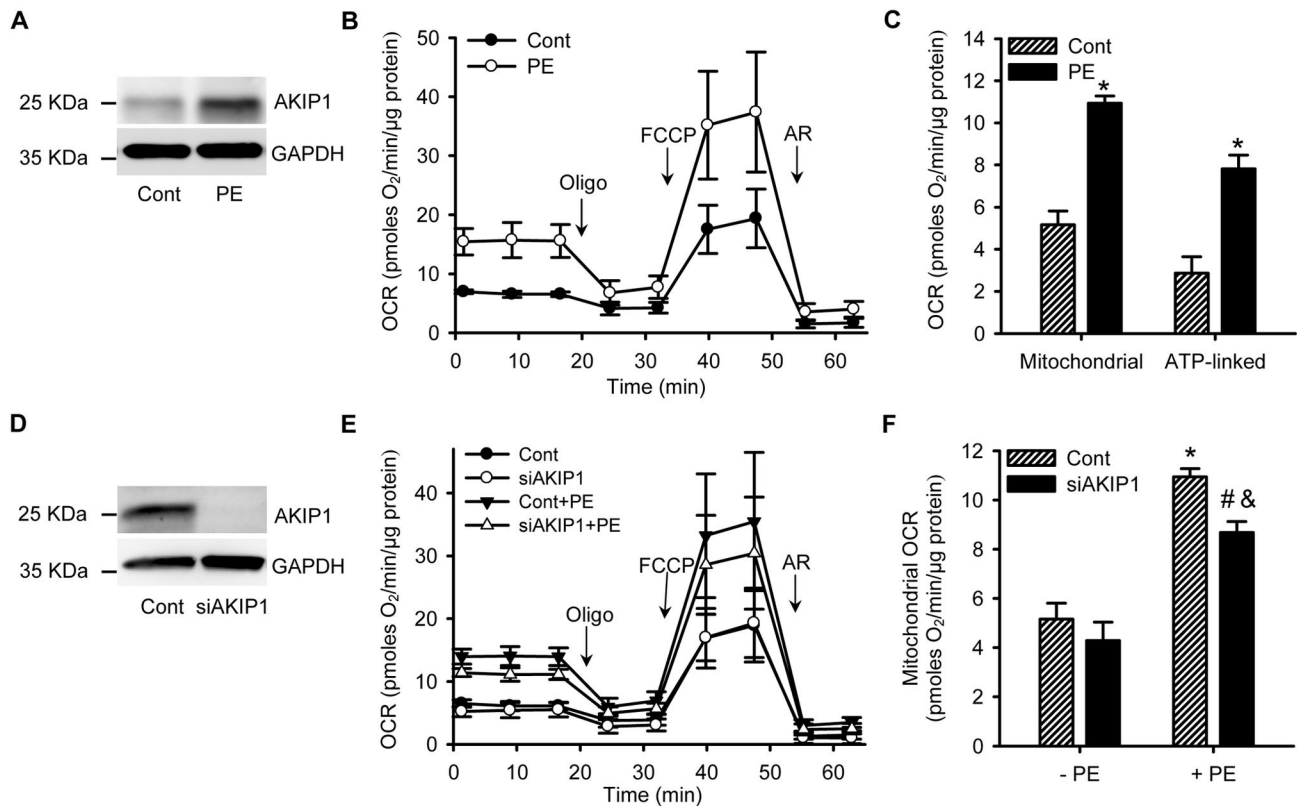 A
25 KDa
AKIP1
35 KDa
GAPDH
Cont PE
B
Cont
PE
OCR (pmoles O₂/min/µg protein)
50
40
30
20
10
0
Oligo
FCCP
AR
0 10 20 30 40 50 60
Time (min)
C
Cont
PE
OCR (pmoles O₂/min/µg protein)
14
12
10
8
6
4
2
0
*
*
Mitochondrial ATP-linked
D
25 KDa
AKIP1
35 KDa
GAPDH
Cont siAKIP1
E
Cont
siAKIP1
Cont+PE
siAKIP1+PE
OCR (pmoles O₂/min/µg protein)
40
30
20
10
0
Oligo
FCCP
AR
0 10 20 30 40 50 60
Time (min)
F
Cont
siAKIP1
Mitochondrial OCR
(pmoles O₂/min/µg protein)
12
10
8
6
4
2
0
*
# &
- PE + PE